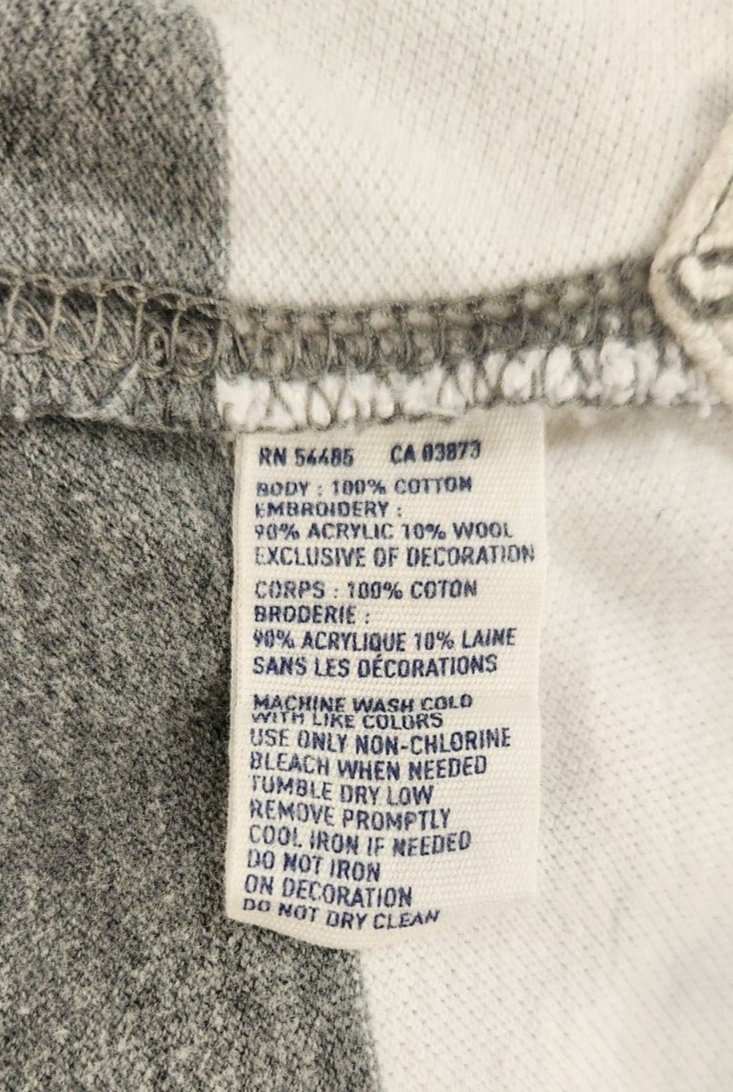 RN 54485 CA 03873
BODY : 100% COTTON
EMBROIDERY :
90% ACRYLIC 10% WOOL
EXCLUSIVE OF DECORATION
CORPS : 100% COTON
BRODERIE :
90% ACRYLIQUE 10% LAINE
SANS LES DÉCORATIONS
MACHINE WASH COLD
WITH LIKE COLORS
USE ONLY NON-CHLORINE
BLEACH WHEN NEEDED
TUMBLE DRY LOW
REMOVE PROMPTLY
COOL IRON IF NEEDED
DO NOT IRON
ON DECORATION
DO NOT DRY CLEAN